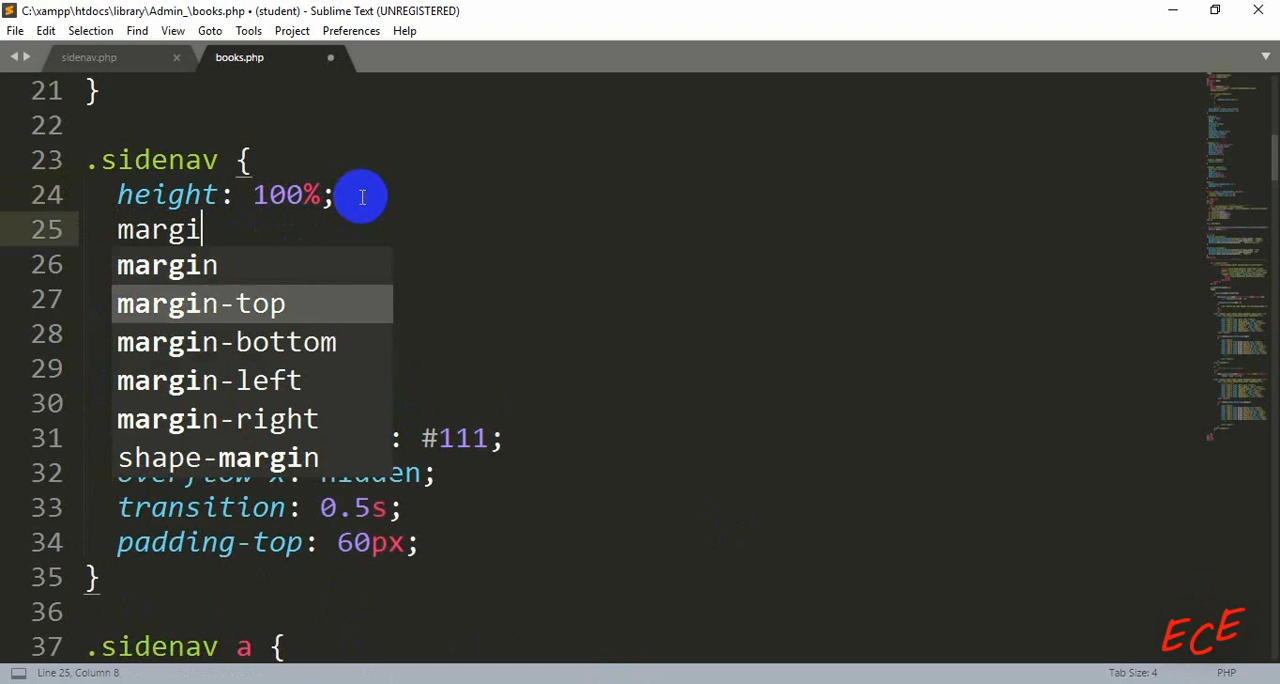 C:\xampp\htdocs\library\Admin_\books.php • (student) - Sublime Text (UNREGISTERED)
File Edit Selection Find View Goto Tools Project Preferences Help
sidenav.php × books.php
21 }
22
23 .sidenav {
24 height: 100%;
25 margi
26 margin
27 margin-top
28 margin-bottom
29 margin-left
30 margin-right
31 : #111;
shape-margin
32 overflow-x: hidden;
33 transition: 0.5s;
34 padding-top: 60px;
35 }
36
37 .sidenav a {
ECE
Line 25, Column 8 Tab Size: 4 PHP